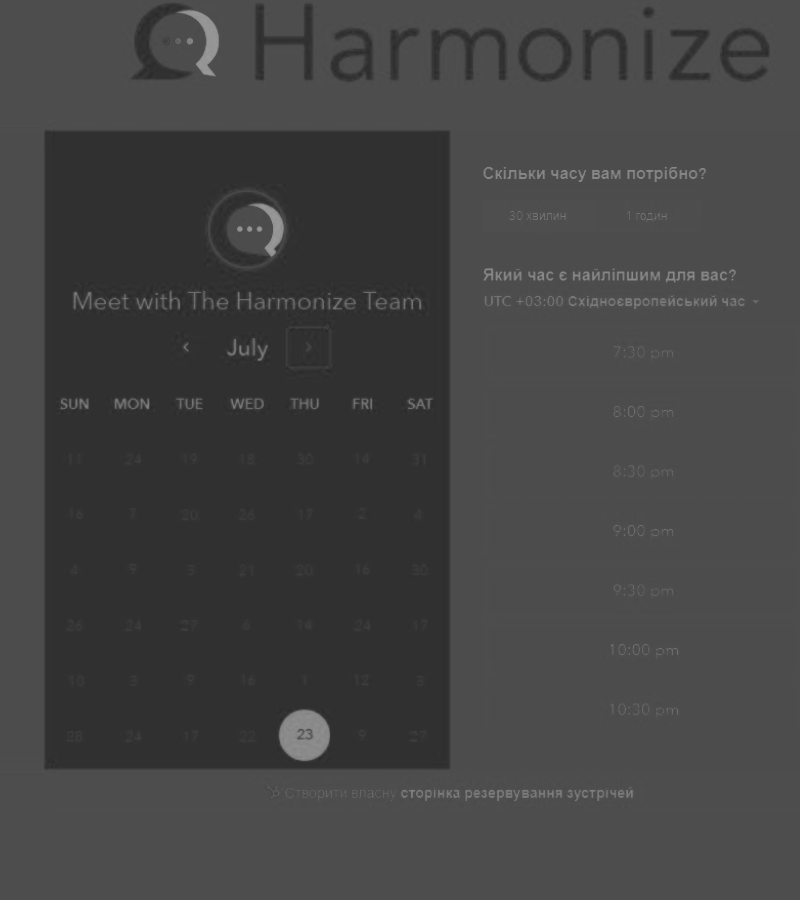 Harmonize
Meet with The Harmonize Team
July
SUN MON TUE WED THU FRI SAT
11 24 19 18 30 14 31
16 7 20 26 17 2 4
4 9 3 21 20 16 30
26 24 27 6 14 24 17
10 3 9 16 1 12 3
28 24 17 22 23 9 27
Скільки часу вам потрібно?
30 хвилин 1 годин
Який час є найліпшим для вас?
UTC +03:00 Східноєвропейський час
7:30 pm
8:00 pm
8:30 pm
9:00 pm
9:30 pm
10:00 pm
10:30 pm
Створити власну сторінка резервування зустрічей